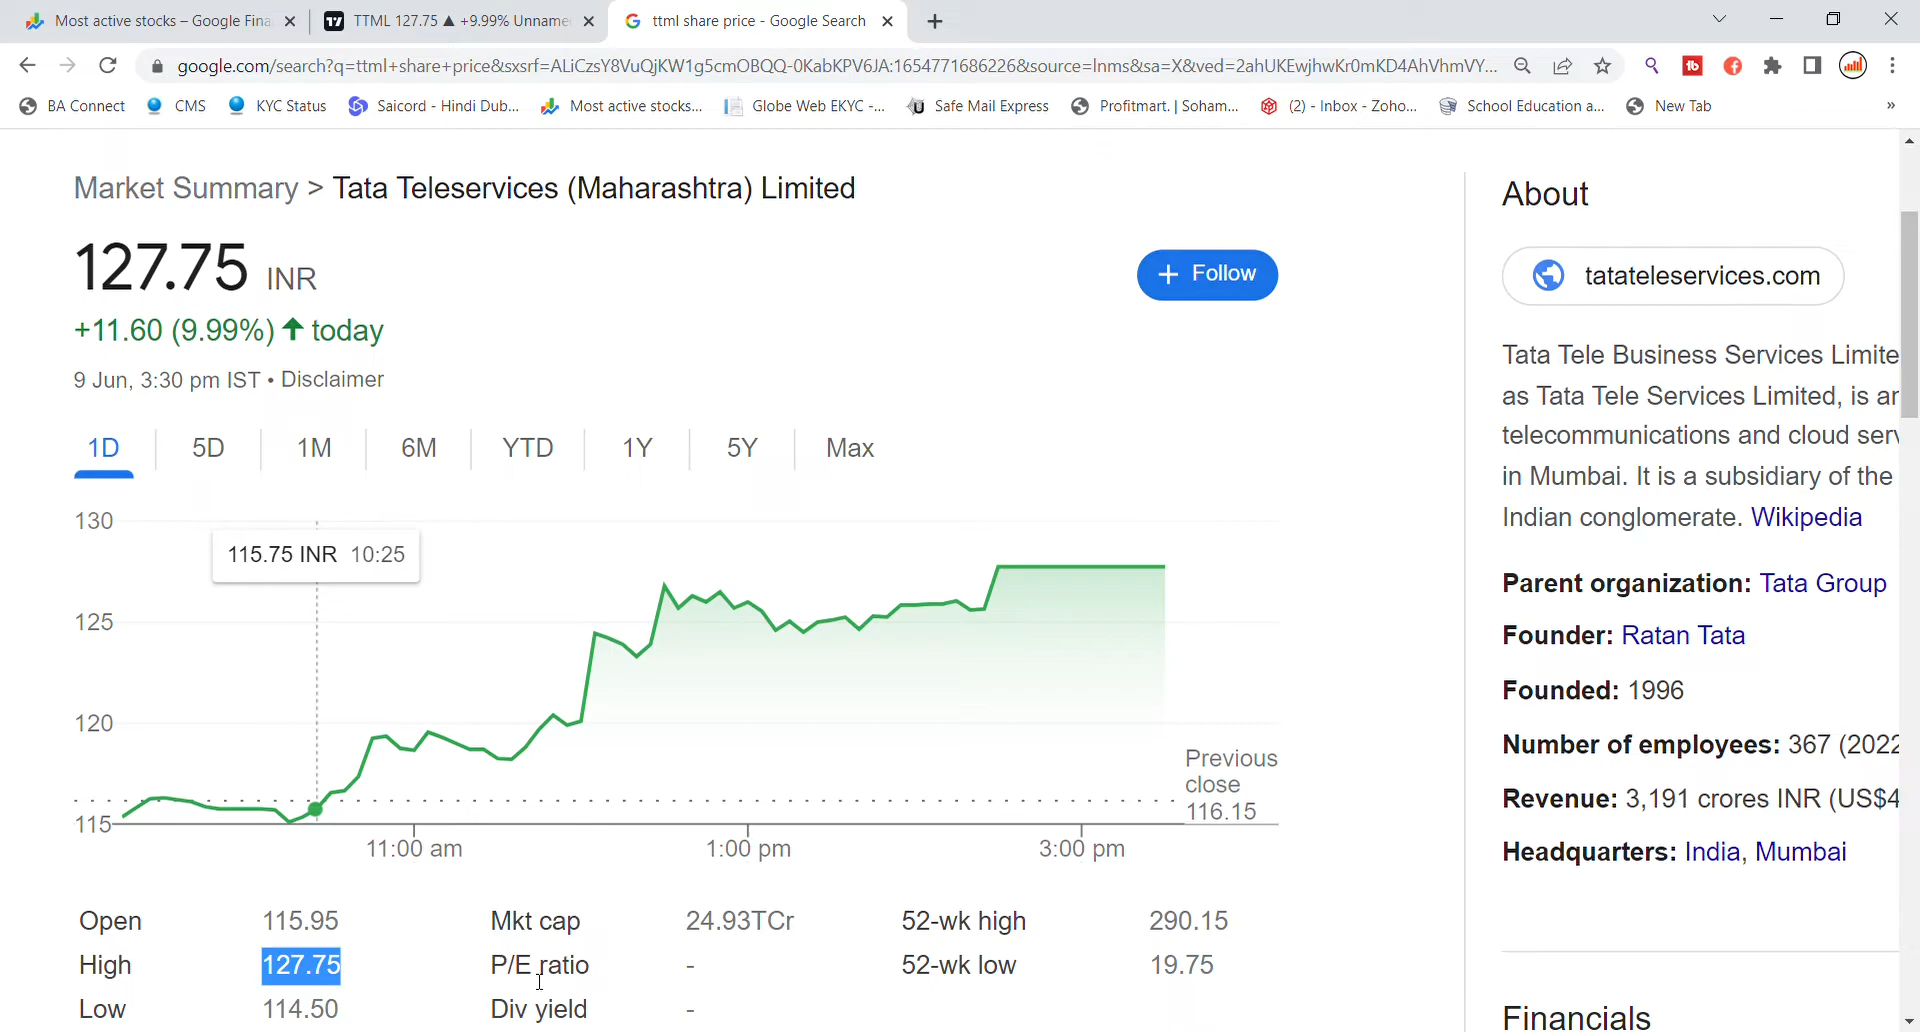 Most active stocks – Google Fina
TTML 127.75 ▲ +9.99% Unname
ttml share price - Google Search
google.com/search?q=ttml+share+price&sxsrf=ALiCzsY8VuQjKW1g5cmOBQQ-0KabKPV6JA:1654771686226&source=lnms&sa=X&ved=2ahUKEwjhwKr0mKD4AhVhmVY...
BA Connect
CMS
KYC Status
Saicord - Hindi Dub...
Most active stocks...
Globe Web EKYC -...
Safe Mail Express
Profitmart. | Soham...
(2) - Inbox - Zoho...
School Education a...
New Tab
»
Market Summary > Tata Teleservices (Maharashtra) Limited
127.75 INR
+ Follow
+11.60 (9.99%) ↑ today
9 Jun, 3:30 pm IST • Disclaimer
1D 5D 1M 6M YTD 1Y 5Y Max
130
115.75 INR 10:25
125
120
Previous
close
116.15
115
11:00 am 1:00 pm 3:00 pm
Open 115.95 Mkt cap 24.93TCr 52-wk high 290.15
High 127.75 P/E ratio - 52-wk low 19.75
Low 114.50 Div yield -
About
tatateleservices.com
Tata Tele Business Services Limite
as Tata Tele Services Limited, is an
telecommunications and cloud serv
in Mumbai. It is a subsidiary of the
Indian conglomerate. Wikipedia
Parent organization: Tata Group
Founder: Ratan Tata
Founded: 1996
Number of employees: 367 (2022
Revenue: 3,191 crores INR (US$4
Headquarters: India, Mumbai
Financials